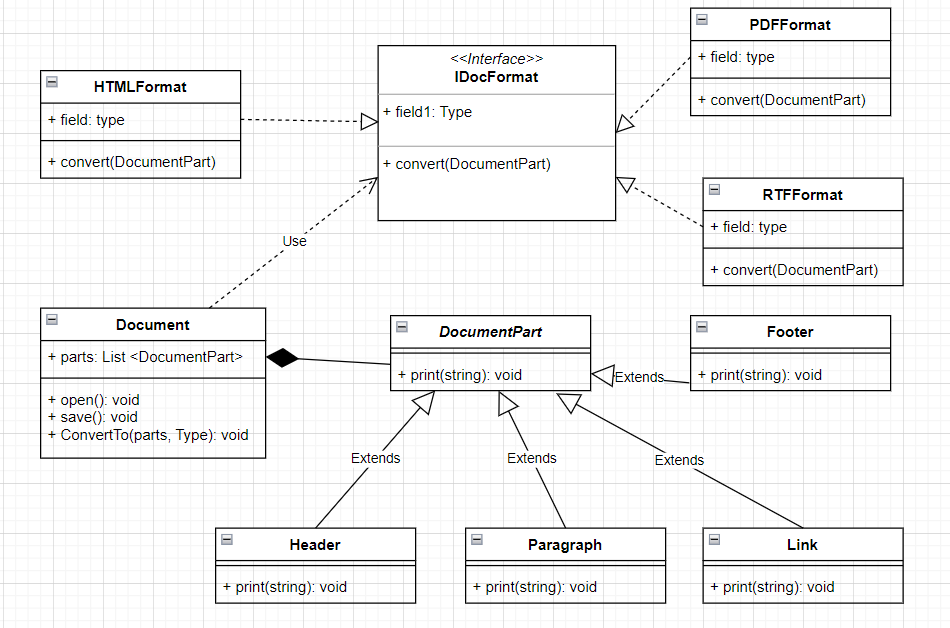 PDFFormat
+ field: type
+ convert(DocumentPart)
<<Interface>>
IDocFormat
+ field1: Type
+ convert(DocumentPart)
HTMLFormat
+ field: type
+ convert(DocumentPart)
RTFFormat
+ field: type
+ convert(DocumentPart)
Use
Document
+ parts: List <DocumentPart>
+ open(): void
+ save(): void
+ ConvertTo(parts, Type): void
DocumentPart
+ print(string): void
Extends
Footer
+ print(string): void
Extends
Extends
Extends
Header
+ print(string): void
Paragraph
+ print(string): void
Link
+ print(string): void